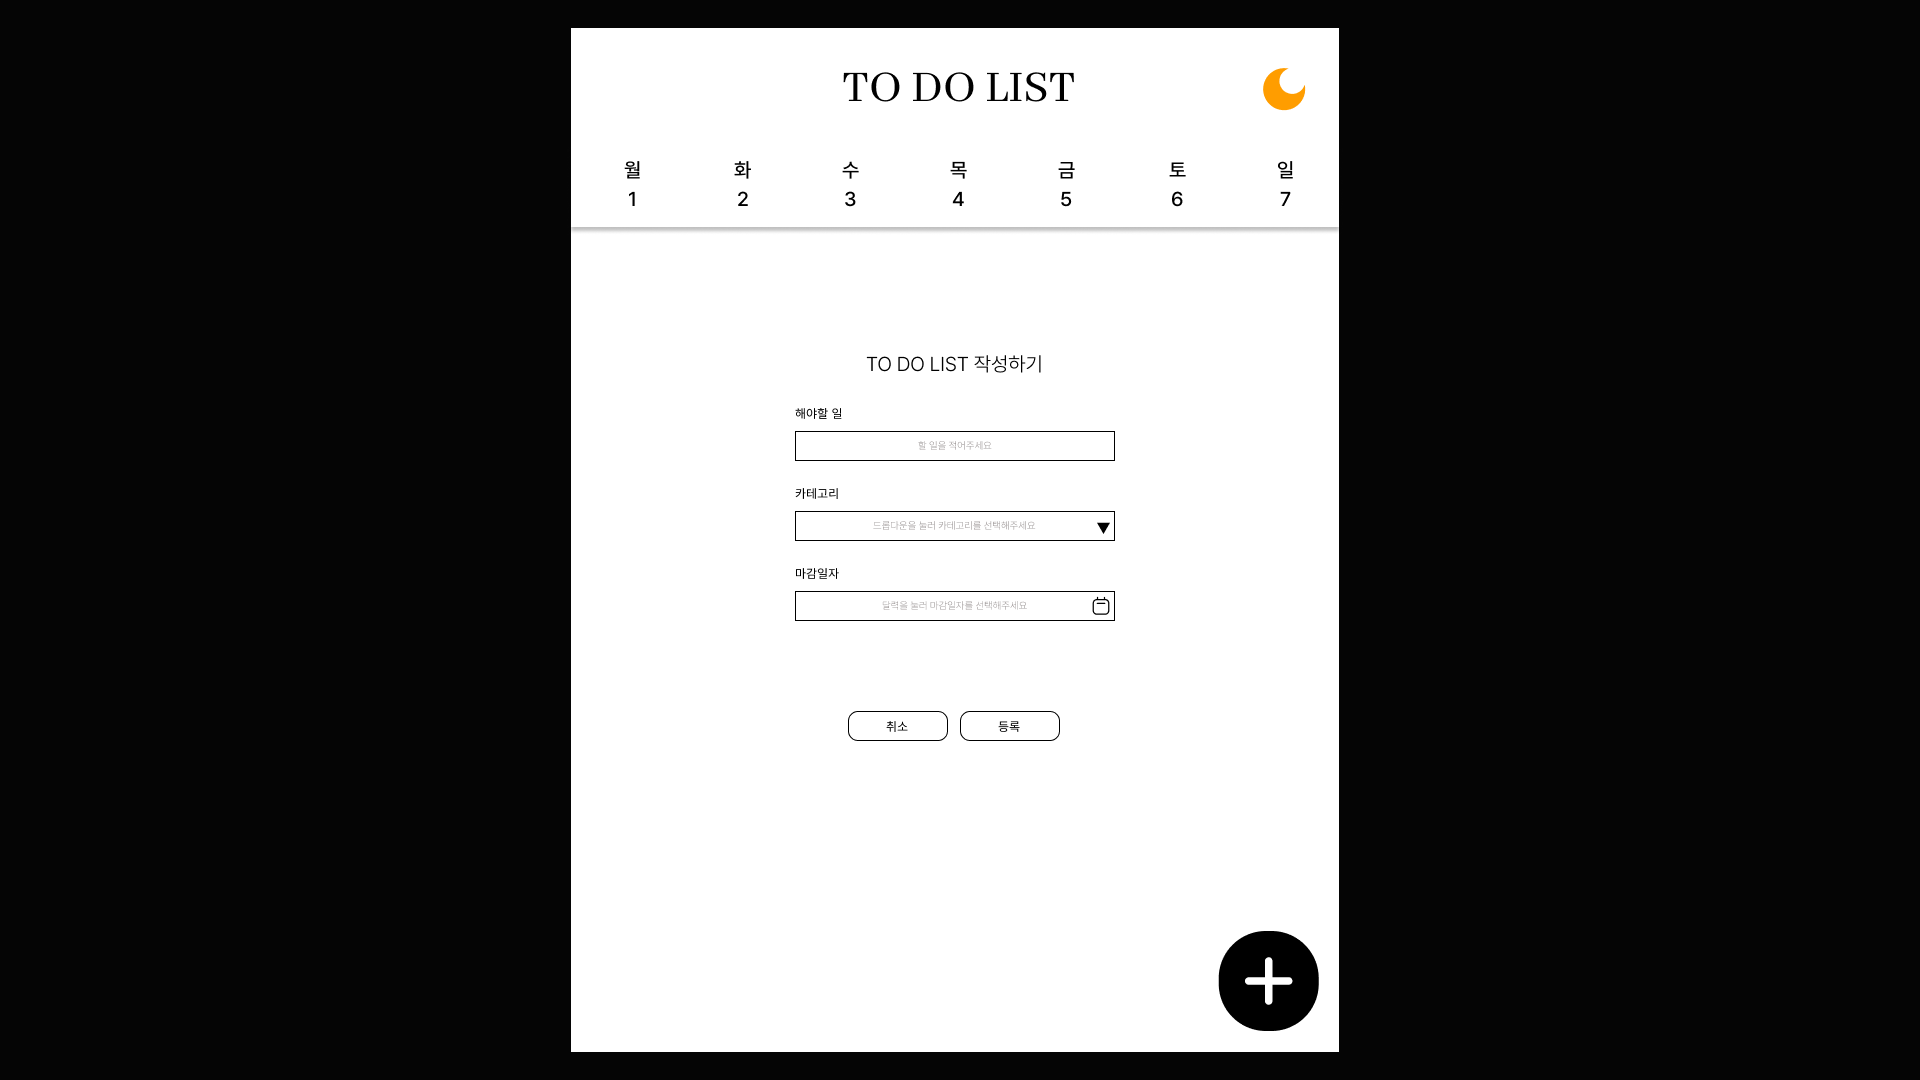 TO DO LIST
월 화 수 목 금 토 일
1 2 3 4 5 6 7
TO DO LIST 작성하기
해야할 일
할 일을 적어주세요
카테고리
드롭다운을 눌러 카테고리를 선택해주세요
마감일자
달력을 눌러 마감일자를 선택해주세요
취소 등록